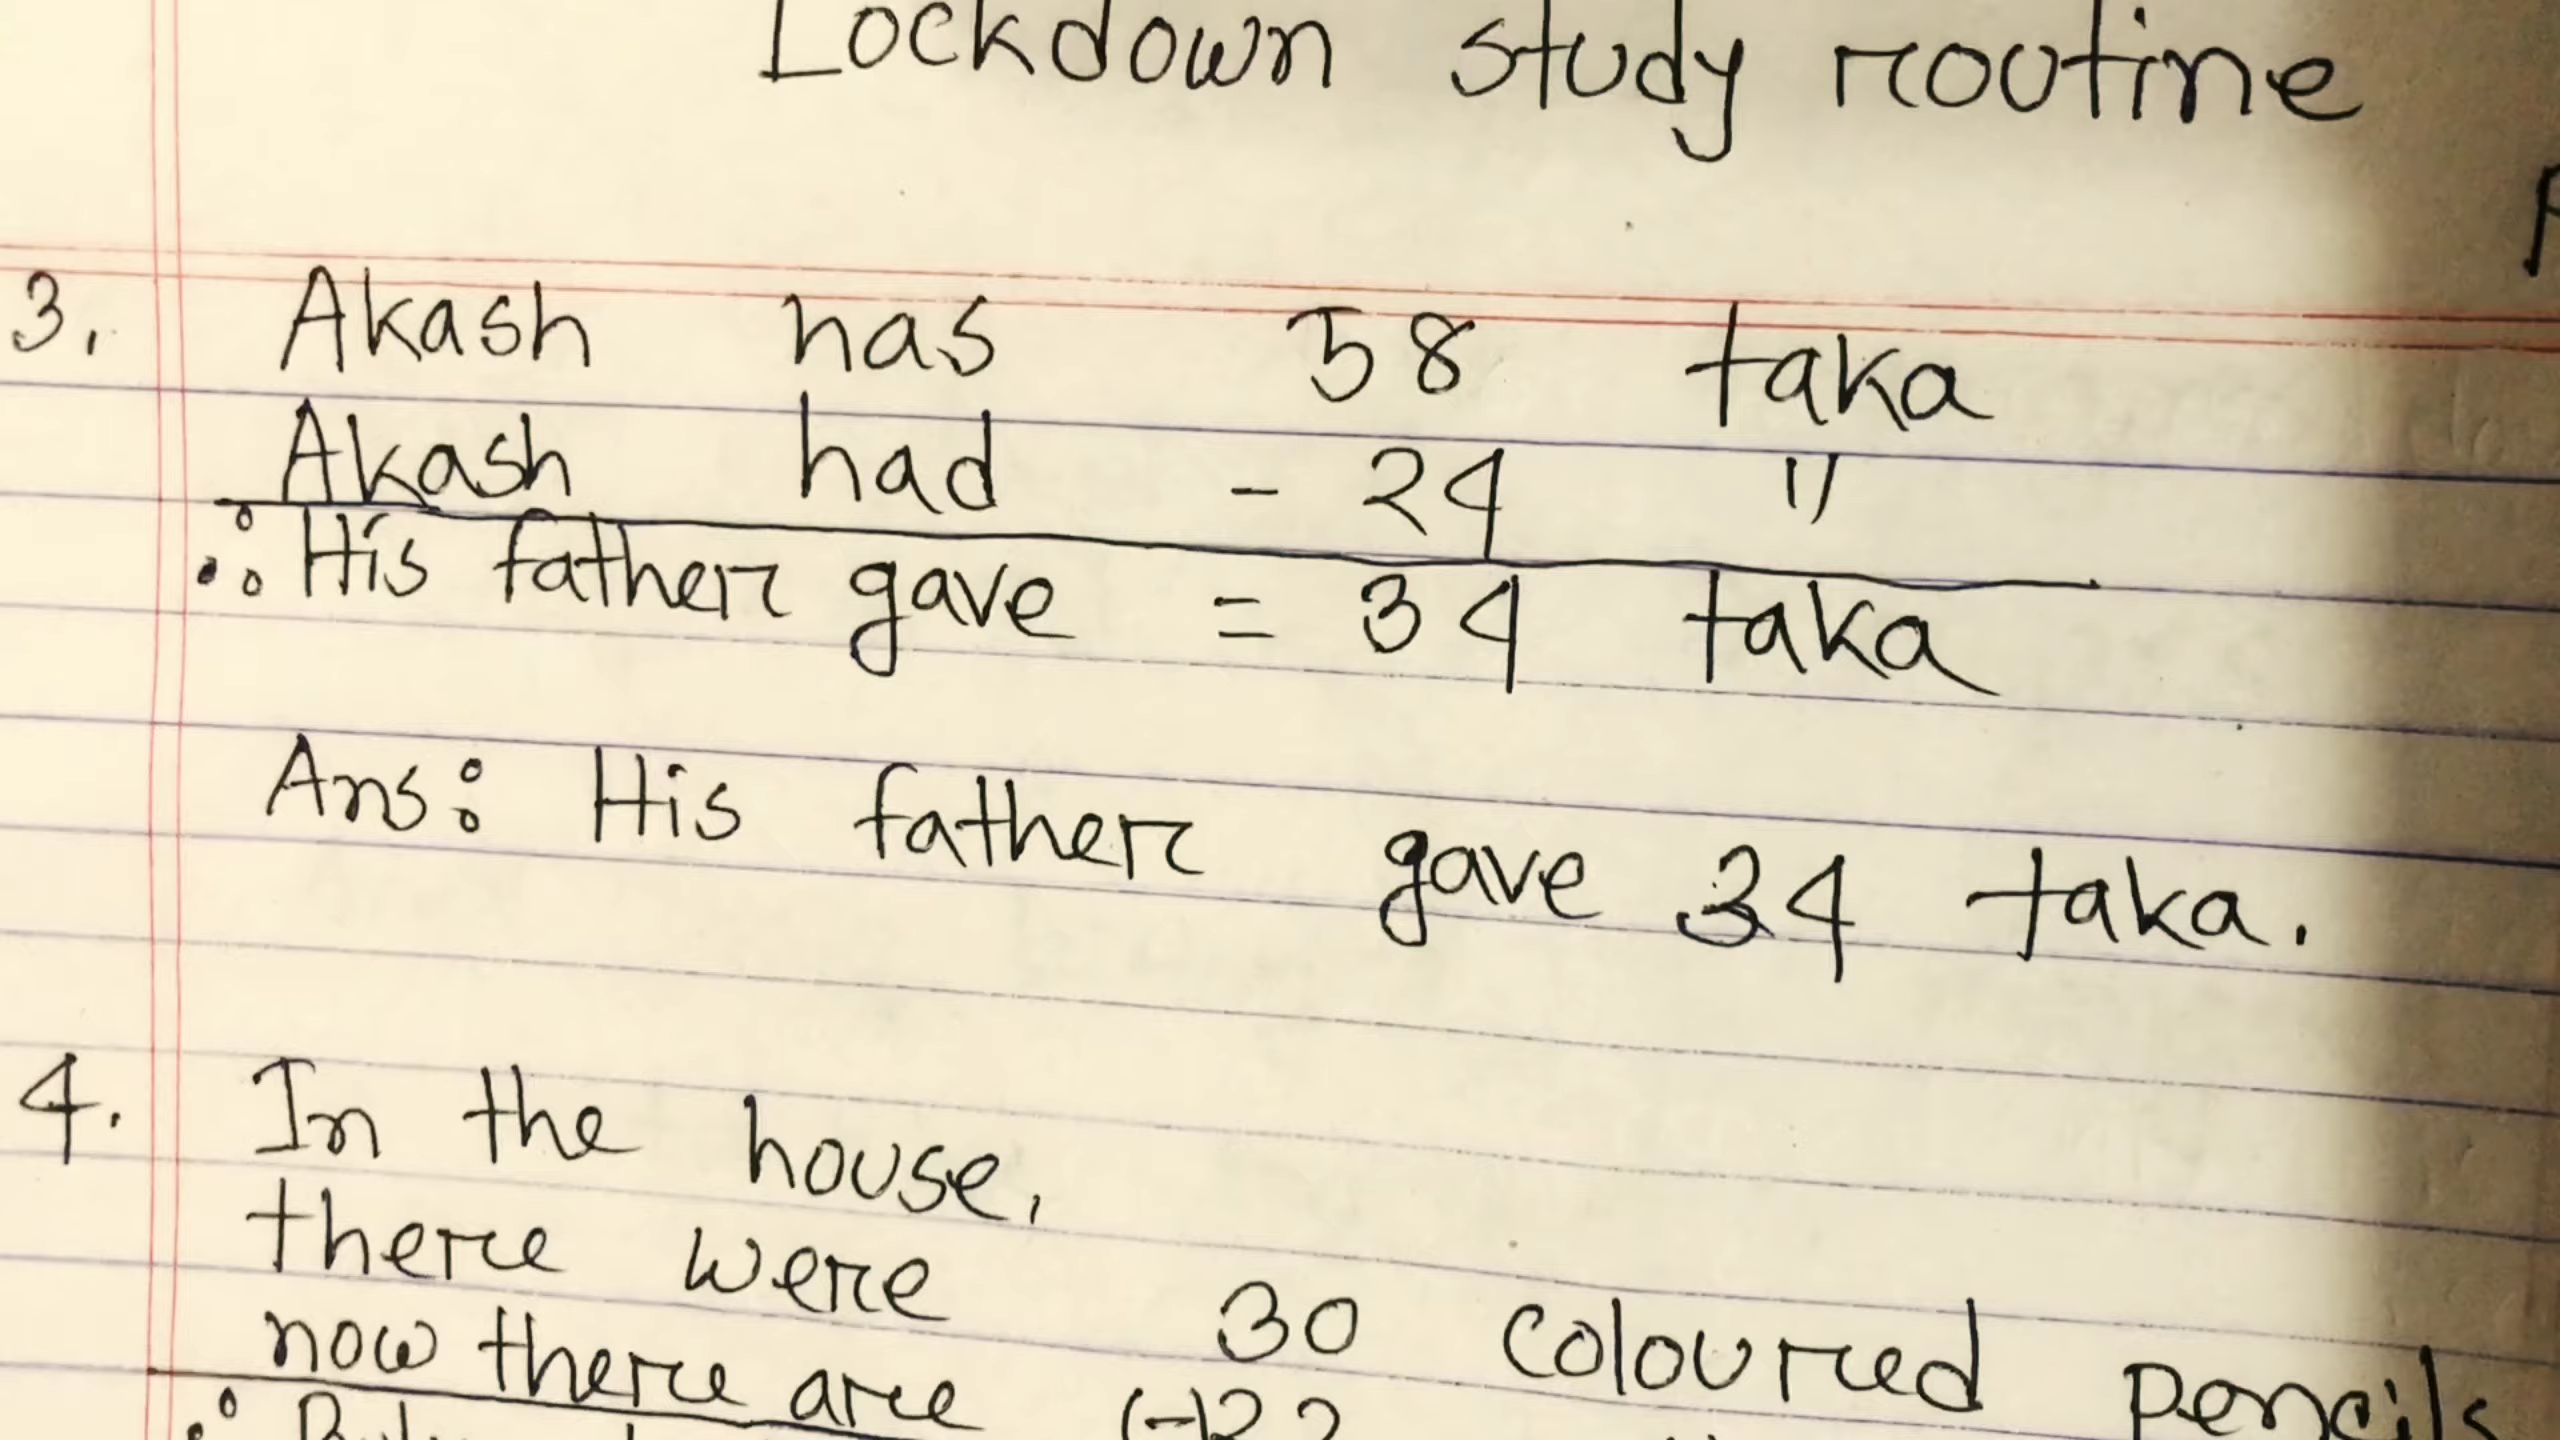 Lockdown study routine
3. Akash has 58 taka
Akash had - 24 "
∴ His father gave = 34 taka
Ans: His father gave 34 taka.
4. In the house,
there were 30 coloured pencils
now there are